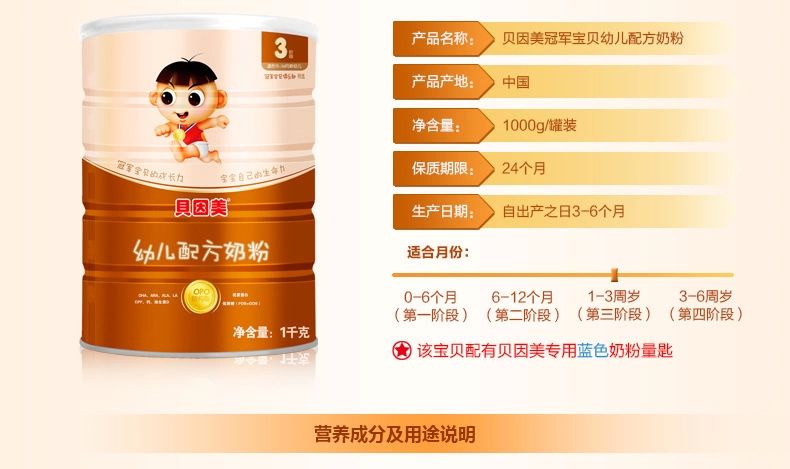 3
冠军宝贝的成长力 宝宝自己的生命力
贝因美®
幼儿配方奶粉
DHA、ARA、ALA、LA
OPO
净含量：1千克
产品名称： 贝因美冠军宝贝幼儿配方奶粉
产品产地： 中国
净含量： 1000g/罐装
保质期限： 24个月
生产日期： 自出产之日3-6个月
适合月份：
0-6个月 6-12个月 1-3周岁 3-6周岁
（第一阶段） （第二阶段） （第三阶段） （第四阶段）
该宝贝配有贝因美专用蓝色奶粉量匙
营养成分及用途说明